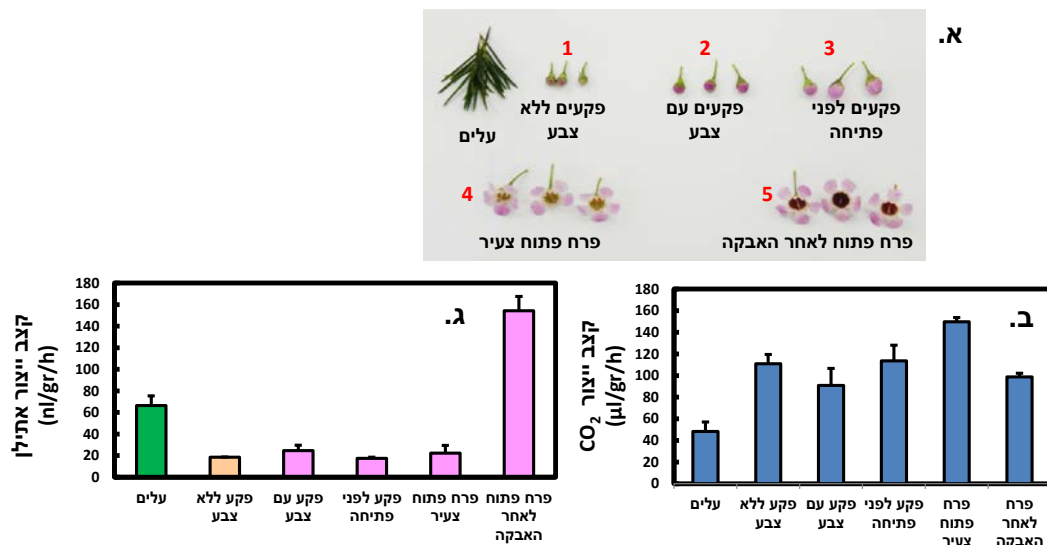 א.
1
2
3
עלים
פקעים ללא
צבע
פקעים עם
צבע
פקעים לפני
פתיחה
4
5
פרח פתוח צעיר
פרח פתוח לאחר האבקה
ב.
קצב ייצור CO₂
(µl/gr/h)
180
160
140
120
100
80
60
40
20
0
עלים
פקע ללא
צבע
פקע עם
צבע
פקע לפני
פתיחה
פרח
פתוח
צעיר
פרח
פתוח
לאחר
האבקה
ג.
קצב ייצור אתילן
(nl/gr/h)
180
160
140
120
100
80
60
40
20
0
עלים
פקע ללא
צבע
פקע עם
צבע
פקע לפני
פתיחה
פרח פתוח
צעיר
פרח פתוח
לאחר
האבקה